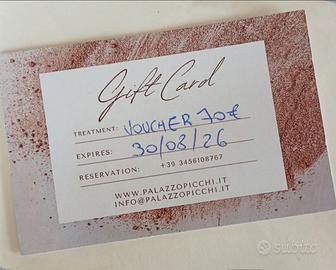 Gift Card
TREATMENT: VOUCHER 70€
EXPIRES: 30/08/26
RESERVATION: +39 3456108767
WWW.PALAZZOPICCHI.IT
INFO@PALAZZOPICCHI.IT
subito